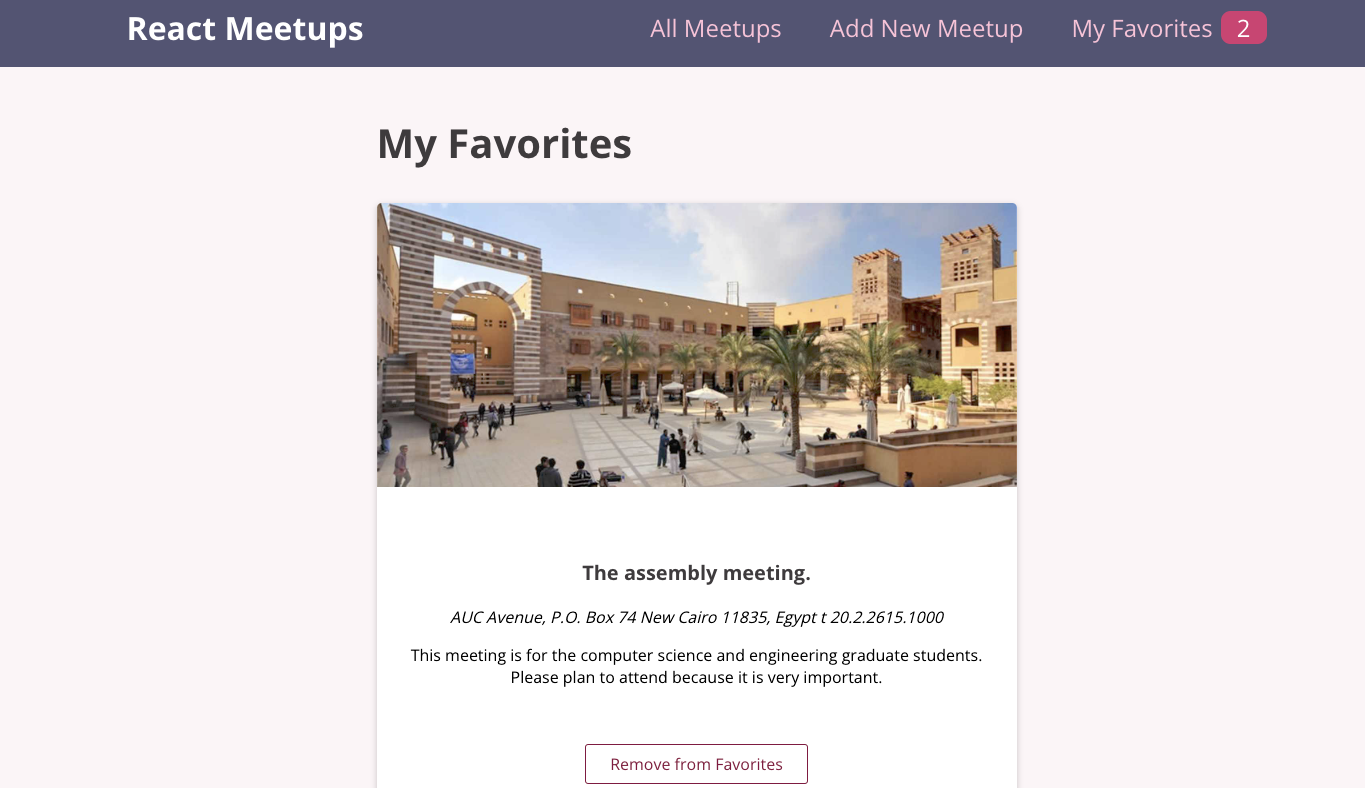 React Meetups
All Meetups
Add New Meetup
My Favorites 2
My Favorites
The assembly meeting.
AUC Avenue, P.O. Box 74 New Cairo 11835, Egypt t 20.2.2615.1000
This meeting is for the computer science and engineering graduate students.
Please plan to attend because it is very important.
Remove from Favorites